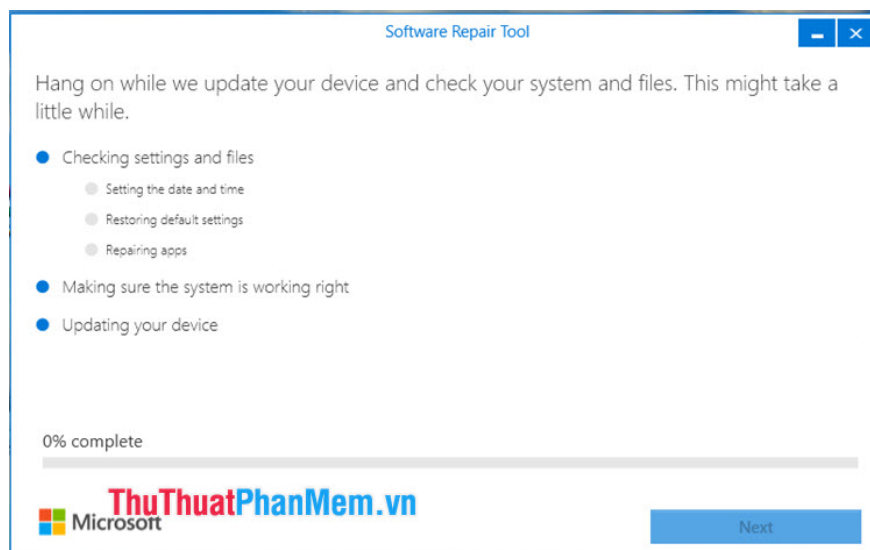 Software Repair Tool
Hang on while we update your device and check your system and files. This might take a
little while.
Checking settings and files
Setting the date and time
Restoring default settings
Repairing apps
Making sure the system is working right
Updating your device
0% complete
ThuThuatPhanMem.vn
Microsoft
Next